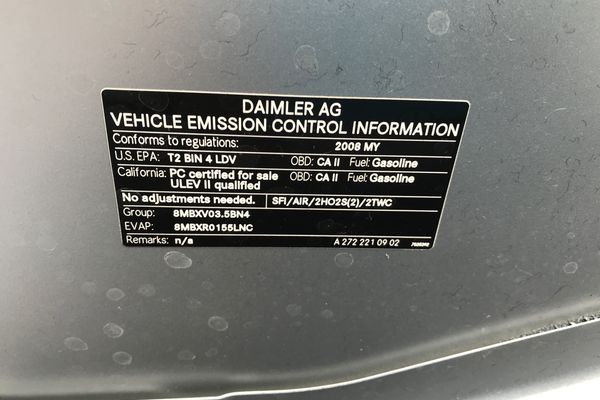 DAIMLER AG
VEHICLE EMISSION CONTROL INFORMATION
Conforms to regulations: 2008 MY
U.S. EPA: T2 BIN 4 LDV OBD: CA II Fuel: Gasoline
California: PC certified for sale OBD: CA II Fuel: Gasoline
ULEV II qualified
No adjustments needed. SFI/AIR/2HO2S(2)/2TWC
Group: 8MBXV03.5BN4
EVAP: 8MBXR0155LNC
Remarks: n/a A 272 221 09 02